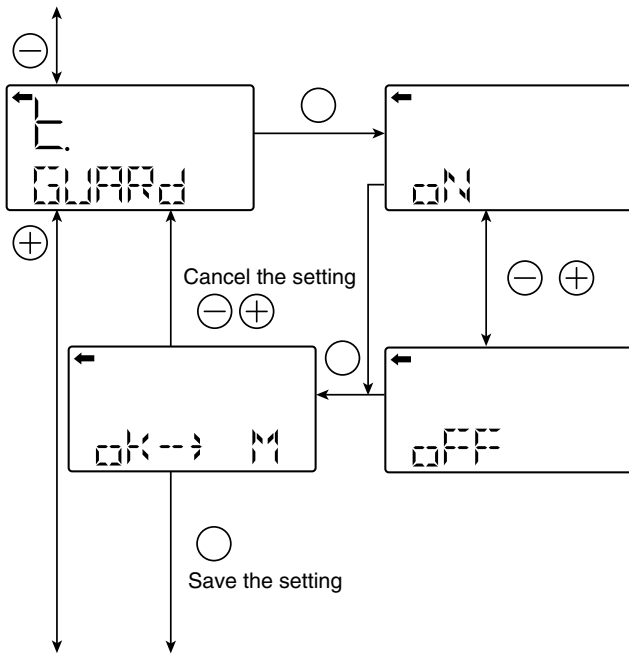 t.
GUARd
oN
Cancel the setting
oK--> M
oFF
Save the setting